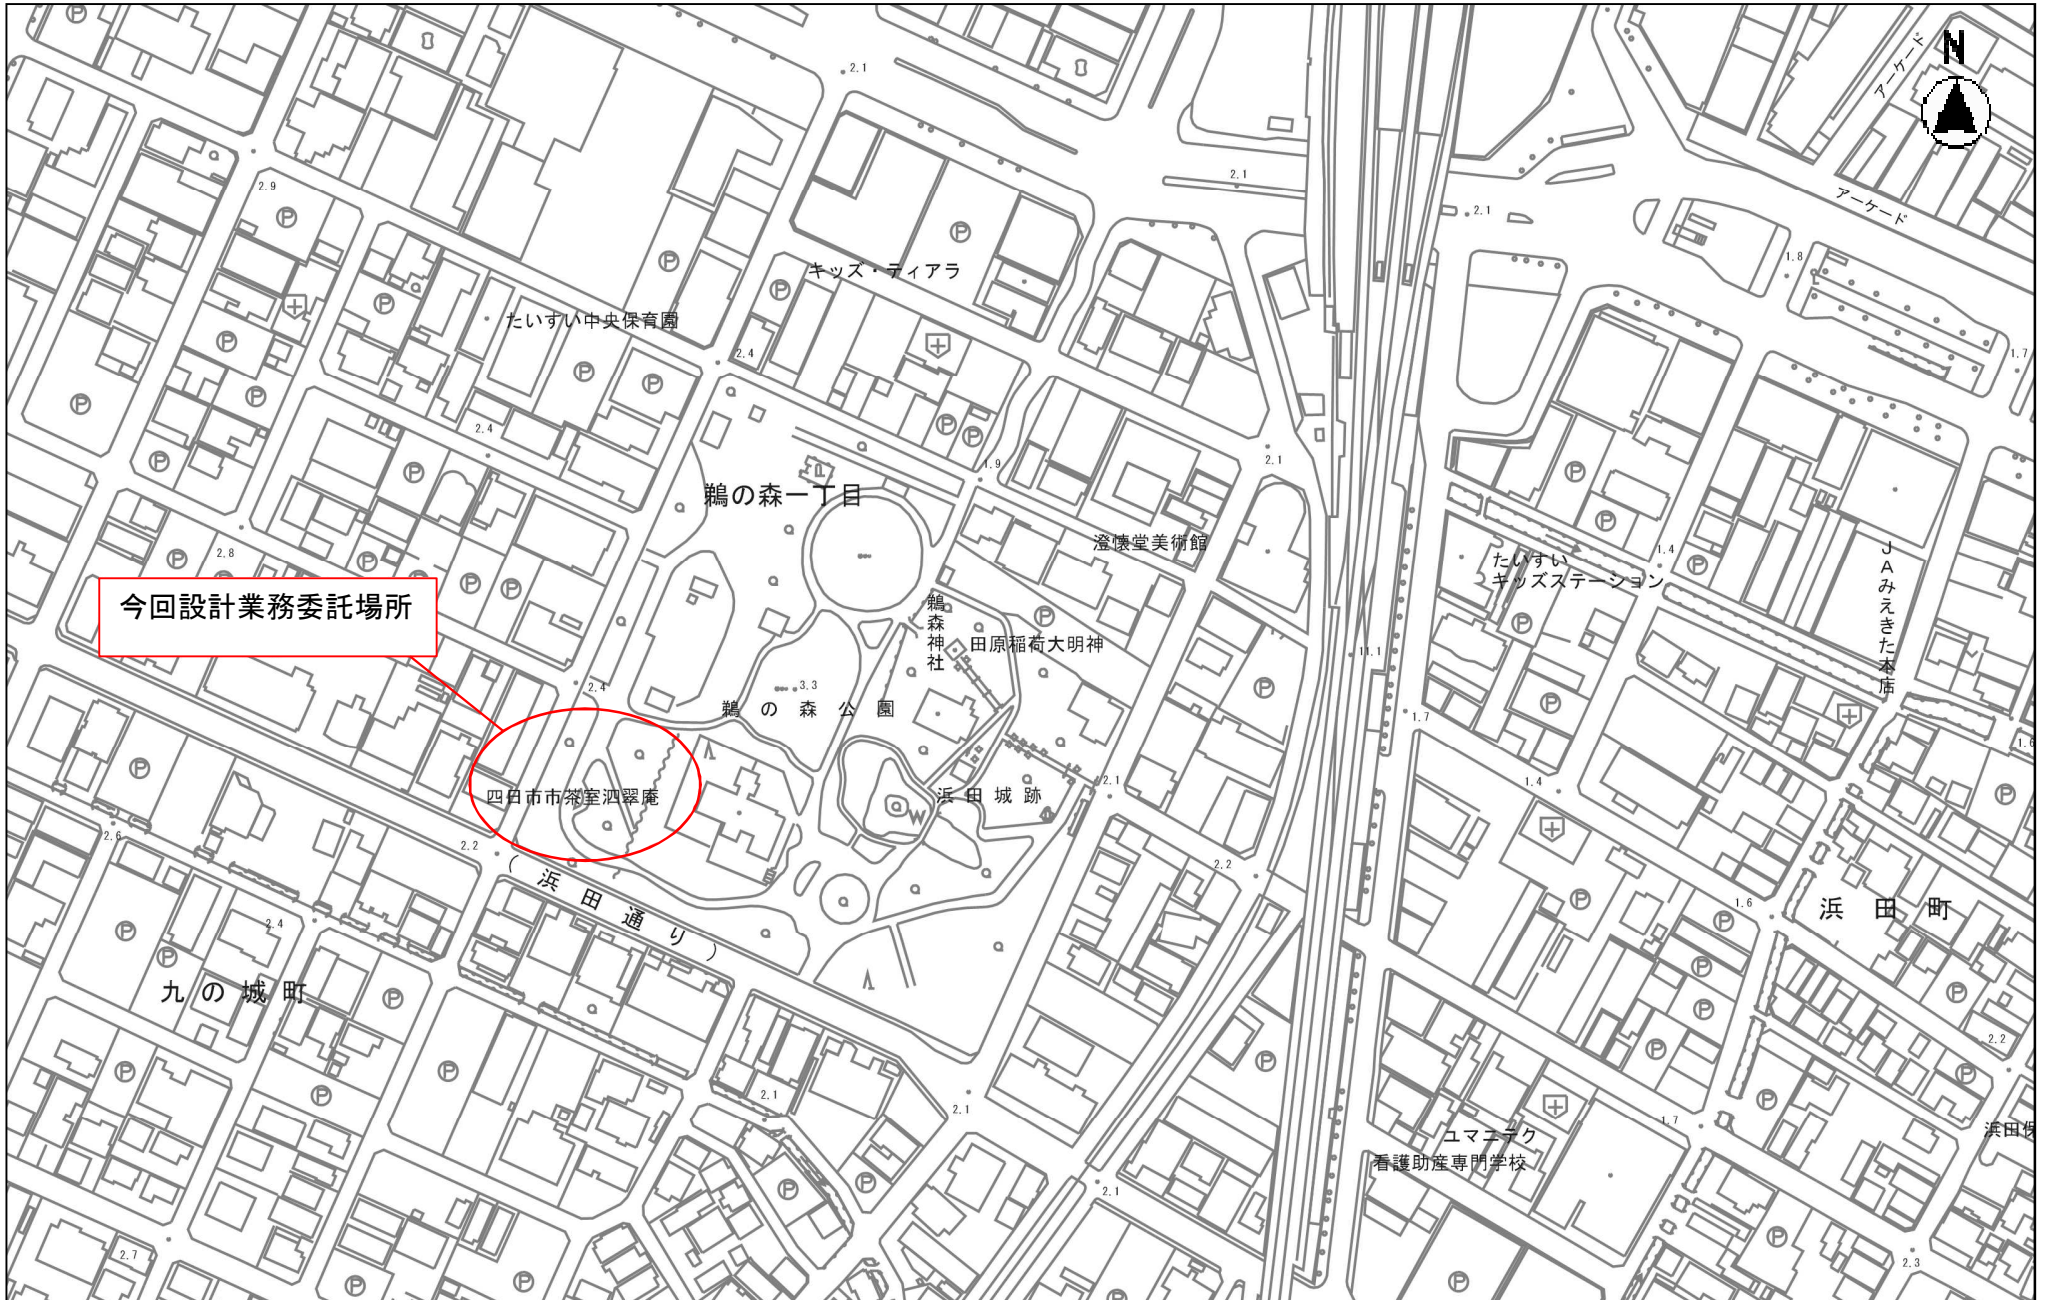 N
アーケード
2.1
2.1
2.1
アーケード
2.9
1.8
キッズ・ティアラ
たいすい中央保育園
2.4
1.7
2.4
2.1
1.9
鵜の森一丁目
澄懐堂美術館
2.8
たいすい
キッズステーション
1.4
JAみえきた本店
今回設計業務委託場所
鵜森神社
田原稲荷大明神
11.1
2.4
3.3
鵜の森公園
1.7
1.6
2.1
1.4
四日市市茶室泗翠庵
浜田城跡
W
2.6
2.2
2.2
(浜田通り)
1.6
浜田町
2.4
九の城町
2.2
2.1
2.1
1.7
ユマニテク
看護助産専門学校
浜田保
2.1
2.7
2.3